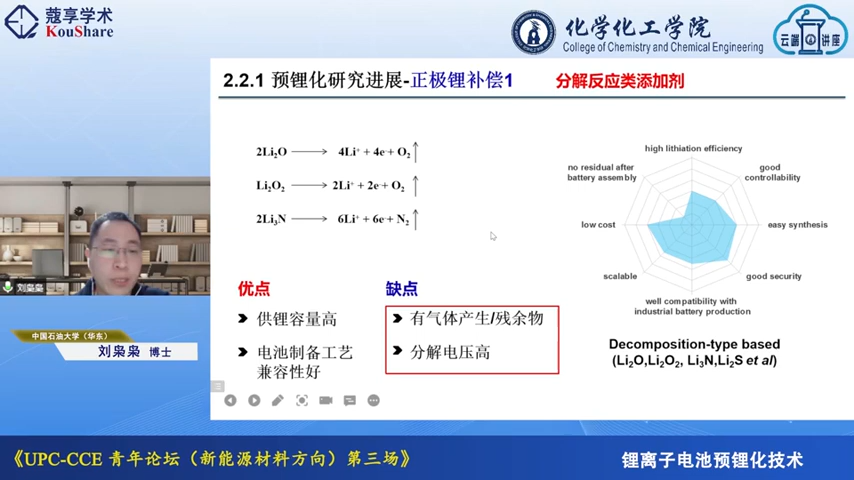 蔻享学术
KouShare
化学化工学院
College of Chemistry and Chemical Engineering
云端 讲座
2.2.1 预锂化研究进展-正极锂补偿1 分解反应类添加剂
2Li₂O ⟶ 4Li⁺ + 4e + O₂↑
Li₂O₂ ⟶ 2Li⁺ + 2e + O₂ ↑
2Li₃N ⟶ 6Li⁺ + 6e + N₂↑
优点
供锂容量高
电池制备工艺
兼容性好
缺点
有气体产生/残余物
分解电压高
high lithiation efficiency
good
controllability
easy synthesis
good security
well compatibility with
industrial battery production
scalable
low cost
no residual after
battery assembly
Decomposition-type based
(Li₂O,Li₂O₂, Li₃N,Li₂S et al)
刘枭枭
中国石油大学（华东）
刘枭枭 博士
《UPC-CCE 青年论坛（新能源材料方向）第三场》
锂离子电池预锂化技术